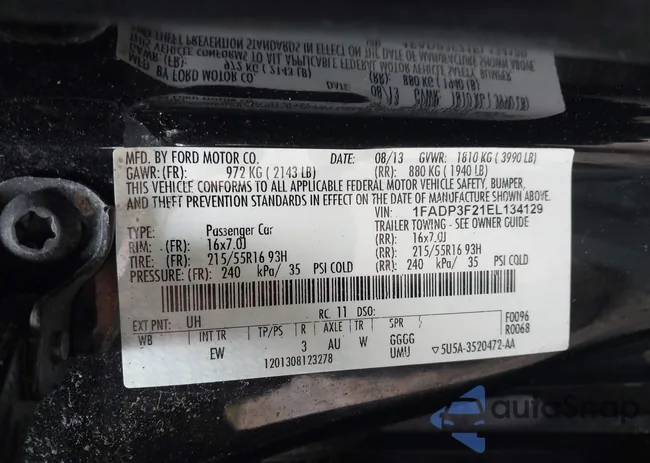 MFD. BY FORD MOTOR CO. DATE: 08/13 GVWR: 1810 KG ( 3990 LB)
GAWR: (FR) 972 KG ( 2143 LB) (RR): 880 KG ( 1940 LB)
THIS VEHICLE CONFORMS TO ALL APPLICABLE FEDERAL MOTOR VEHICLE SAFETY, BUMPER,
AND THEFT PREVENTION STANDARDS IN EFFECT ON THE DATE OF MANUFACTURE SHOWN ABOVE.
VIN: 1FADP3F21EL134129
TYPE: Passenger Car TRAILER TOWING - SEE OWNER GUIDE
RIM: (FR): 16x7.0J (RR): 16x7.0J
TIRE: (FR): 215/55R16 93H (RR): 215/55R16 93H
PRESSURE: (FR): 240 kPa/ 35 PSI COLD (RR): 240 kPa/ 35 PSI COLD
EXT PNT: UH RC 11 DSO: F0096
WB INT TR TP/PS R AXLE TR SPR R0068
EW 3 AU W GGGG
UMU ▽5U5A-3520472-AA
1201308123278
autoSnap